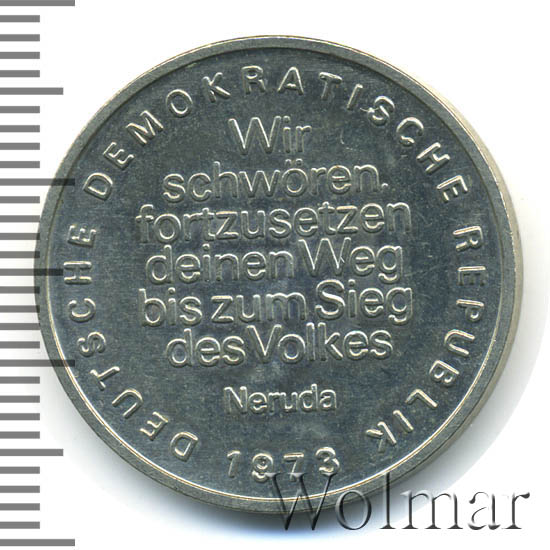 DEUTSCHE DEMOKRATISCHE REPUBLIK
Wir
schwören,
fortzusetzen
deinen Weg
bis zum Sieg
des Volkes
Neruda
1973
Wolmar